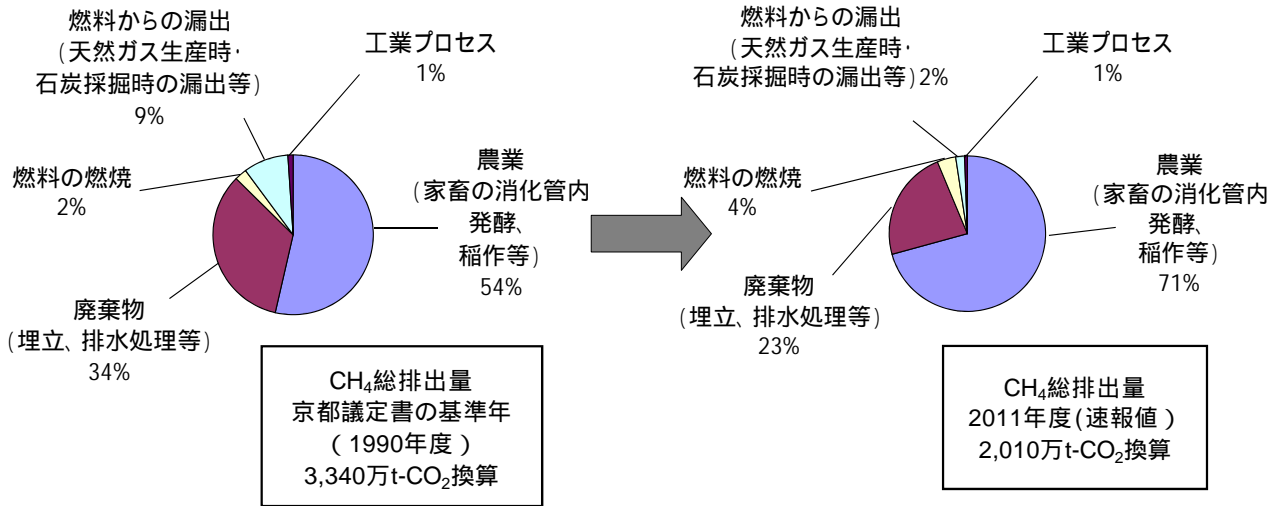 燃料からの漏出
(天然ガス生産時・
石炭採掘時の漏出等)
9%
工業プロセス
1%
燃料の燃焼
2%
農業
(家畜の消化管内
発酵、
稲作等)
54%
廃棄物
(埋立、排水処理等)
34%
CH₄総排出量
京都議定書の基準年
(1990年度)
3,340万t-CO₂換算
燃料からの漏出
(天然ガス生産時・
石炭採掘時の漏出等)2%
工業プロセス
1%
燃料の燃焼
4%
農業
(家畜の消化管内
発酵、
稲作等)
71%
廃棄物
(埋立、排水処理等)
23%
CH₄総排出量
2011年度(速報値)
2,010万t-CO₂換算